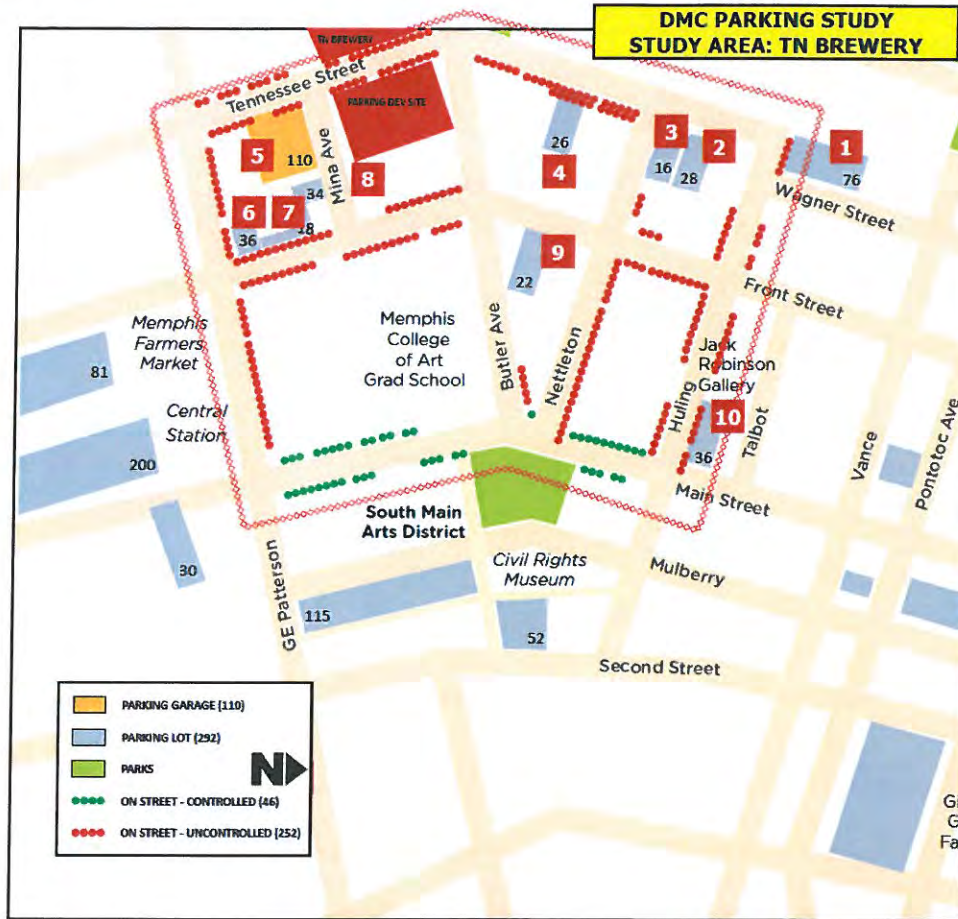 DMC PARKING STUDY
STUDY AREA: TN BREWERY
TN BREWERY
Tennessee Street
PARKING DEV SITE
Mina Ave
5
110
8
34
6
7
36
18
26
4
3
16
2
28
1
76
Wagner Street
9
22
Front Street
Memphis
Farmers
Market
81
Central
Station
200
30
Memphis
College
of Art
Grad School
Butler Ave
Nettleton
Jack
Robinson
Gallery
Huling
10
36
Talbot
Vance
Pontotoc Ave
Main Street
South Main
Arts District
GE Patterson
115
Civil Rights
Museum
52
Mulberry
Second Street
PARKING GARAGE (110)
PARKING LOT (292)
PARKS
N
ON STREET - CONTROLLED (46)
ON STREET - UNCONTROLLED (252)
G
Fa